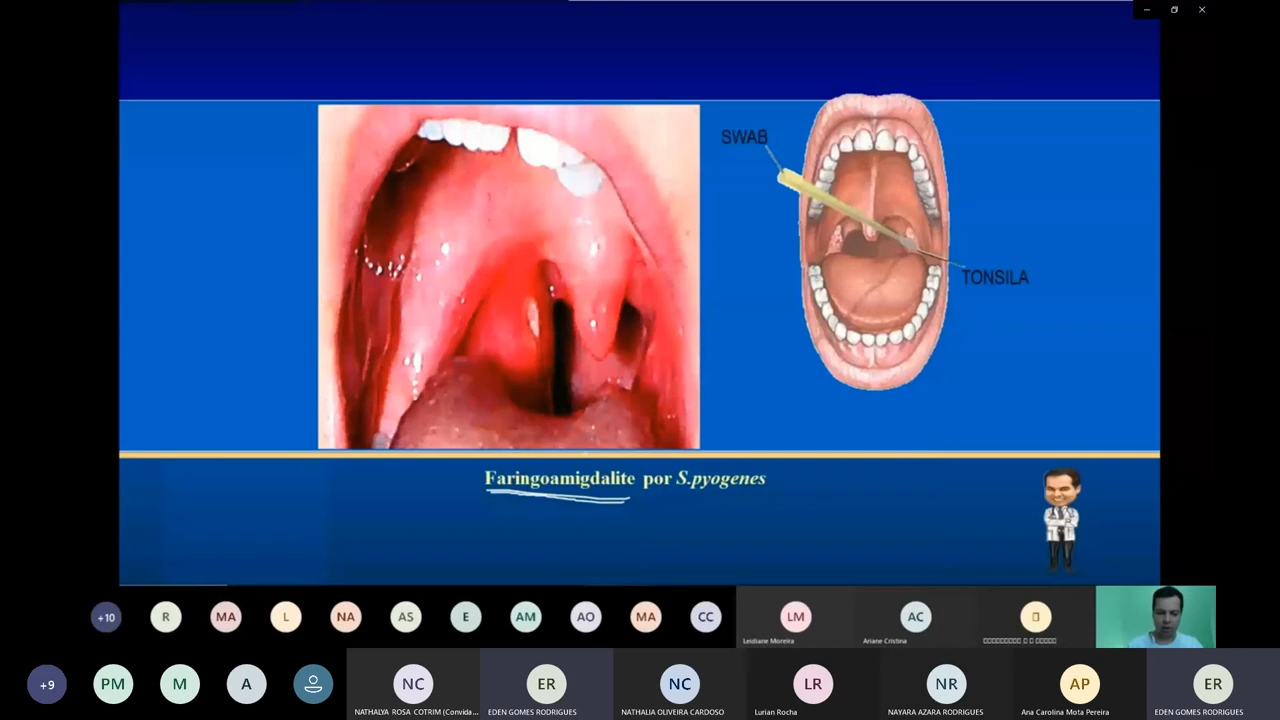 SWAB
TONSILA
Faringoamigdalite por S.pyogenes
+10
R
MA
L
NA
AS
E
AM
AO
MA
CC
LM
AC
Leidiane Moreira
Ariane Cristina
+9
PM
M
A
NC
ER
NC
LR
NR
AP
ER
NATHALYA ROSA COTRIM (Convida...
EDEN GOMES RODRIGUES
NATHALIA OLIVEIRA CARDOSO
Lurian Rocha
NAYARA AZARA RODRIGUES
Ana Carolina Mota Pereira
EDEN GOMES RODRIGUES